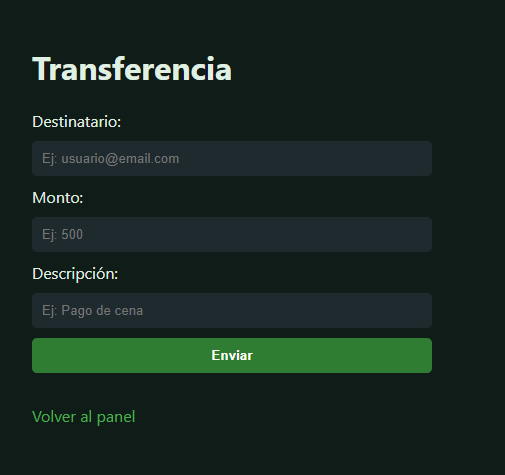 Transferencia
Destinatario:
Ej: usuario@email.com
Monto:
Ej: 500
Descripción:
Ej: Pago de cena
Enviar
Volver al panel